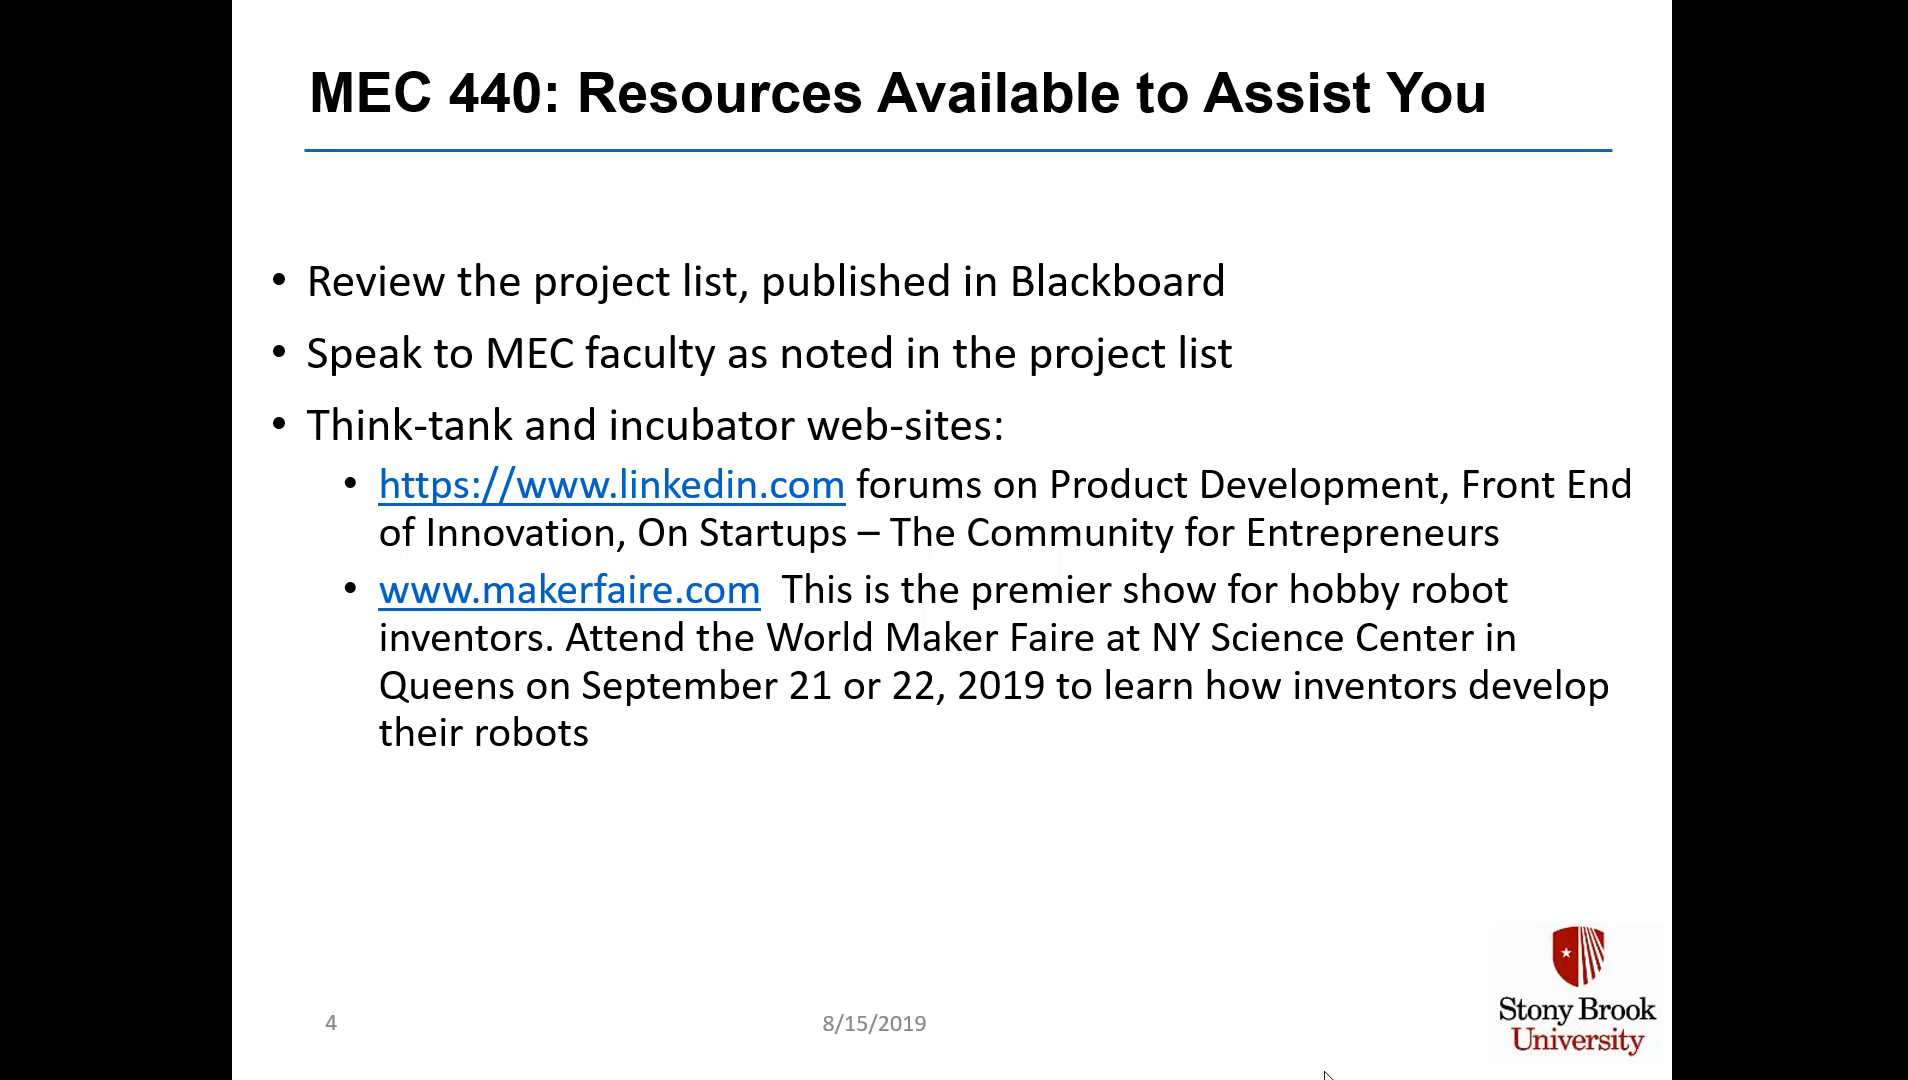 MEC 440: Resources Available to Assist You
• Review the project list, published in Blackboard
• Speak to MEC faculty as noted in the project list
• Think-tank and incubator web-sites:
• https://www.linkedin.com forums on Product Development, Front End
of Innovation, On Startups – The Community for Entrepreneurs
• www.makerfaire.com This is the premier show for hobby robot
inventors. Attend the World Maker Faire at NY Science Center in
Queens on September 21 or 22, 2019 to learn how inventors develop
their robots
4
8/15/2019
Stony Brook
University